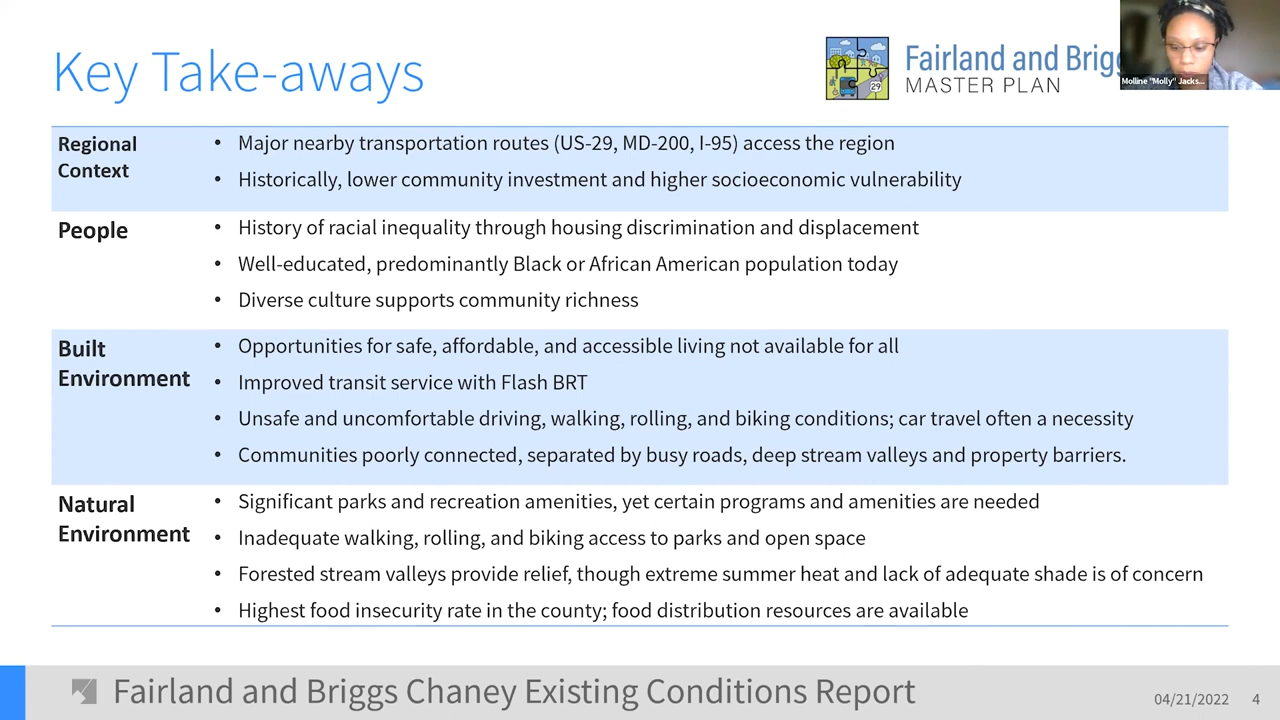 Key Take-aways
Fairland and Brigg
MASTER PLAN
29
Molline "Molly" Jacks...
Regional
Context
• Major nearby transportation routes (US-29, MD-200, I-95) access the region
• Historically, lower community investment and higher socioeconomic vulnerability
People
• History of racial inequality through housing discrimination and displacement
• Well-educated, predominantly Black or African American population today
• Diverse culture supports community richness
Built
Environment
• Opportunities for safe, affordable, and accessible living not available for all
• Improved transit service with Flash BRT
• Unsafe and uncomfortable driving, walking, rolling, and biking conditions; car travel often a necessity
• Communities poorly connected, separated by busy roads, deep stream valleys and property barriers.
Natural
Environment
• Significant parks and recreation amenities, yet certain programs and amenities are needed
• Inadequate walking, rolling, and biking access to parks and open space
• Forested stream valleys provide relief, though extreme summer heat and lack of adequate shade is of concern
• Highest food insecurity rate in the county; food distribution resources are available
Fairland and Briggs Chaney Existing Conditions Report
04/21/2022 4